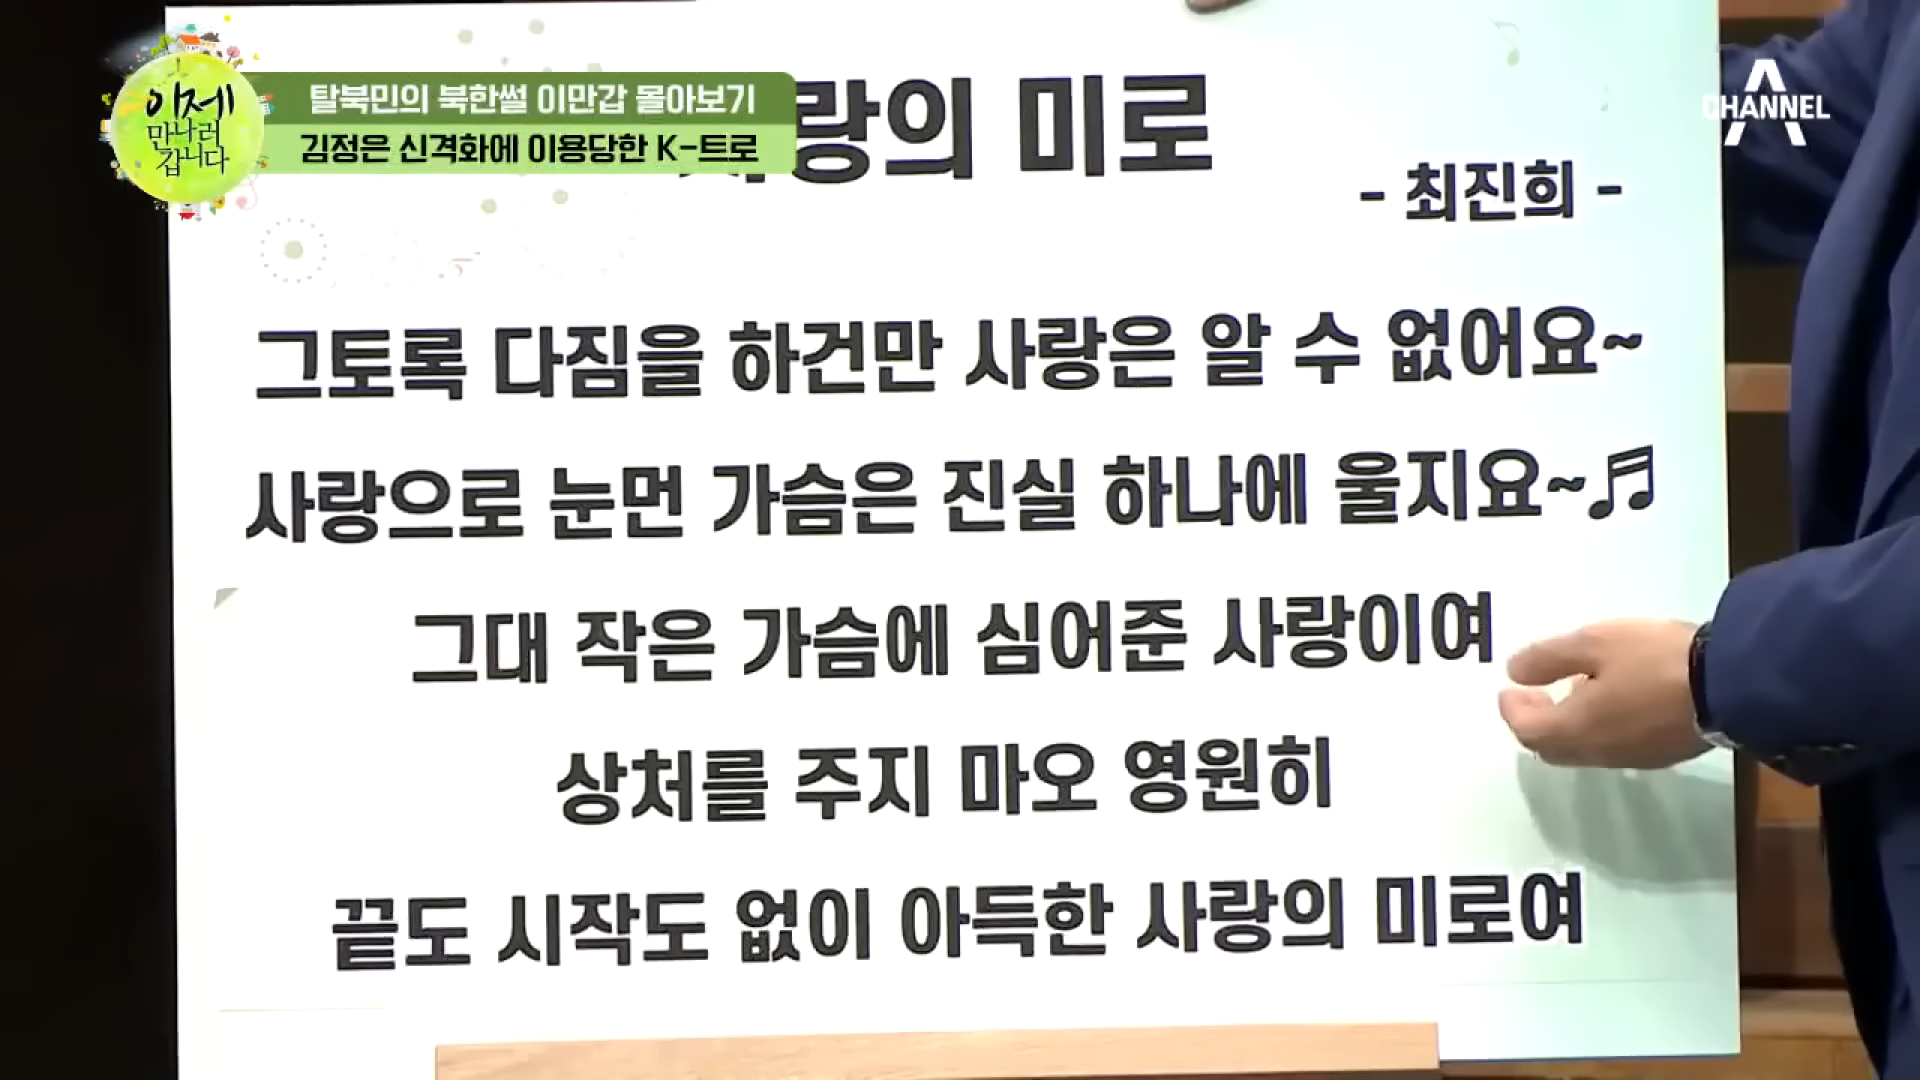 이제
만나러
갑니다
탈북민의 북한썰 이만갑 몰아보기
김정은 신격화에 이용당한 K-트로
CHANNEL A
랑의 미로
- 최진희 -
그토록 다짐을 하건만 사랑은 알 수 없어요~
사랑으로 눈먼 가슴은 진실 하나에 울지요~♬
그대 작은 가슴에 심어준 사랑이여
상처를 주지 마오 영원히
끝도 시작도 없이 아득한 사랑의 미로여